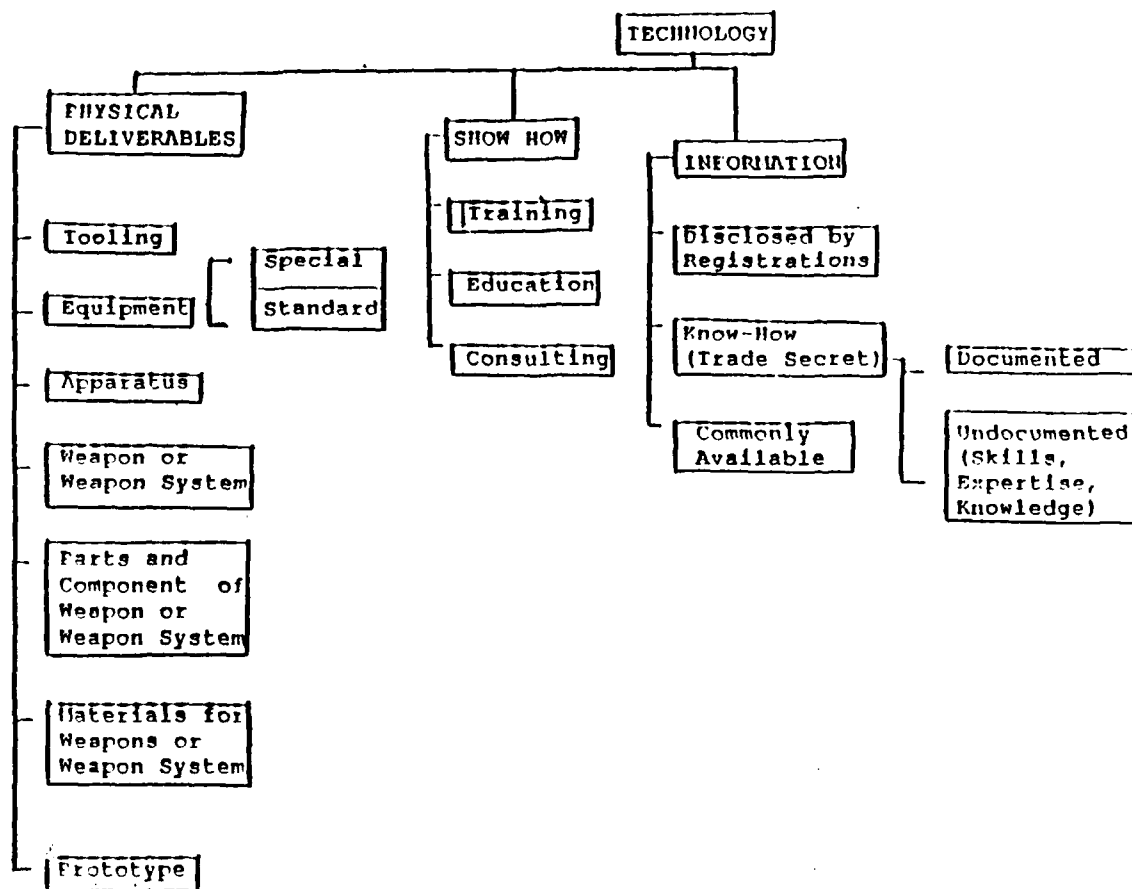 TECHNOLOGY
PHYSICAL
DELIVERABLES
Tooling
Equipment
Special
Standard
Apparatus
Weapon or
Weapon System
Parts and
Component of
Weapon or
Weapon System
Materials for
Weapons or
Weapon System
Prototype
SHOW HOW
Training
Education
Consulting
INFORMATION
Disclosed by
Registrations
Know-How
(Trade Secret)
Documented
Undocumented
(Skills,
Expertise,
Knowledge)
Commonly
Available